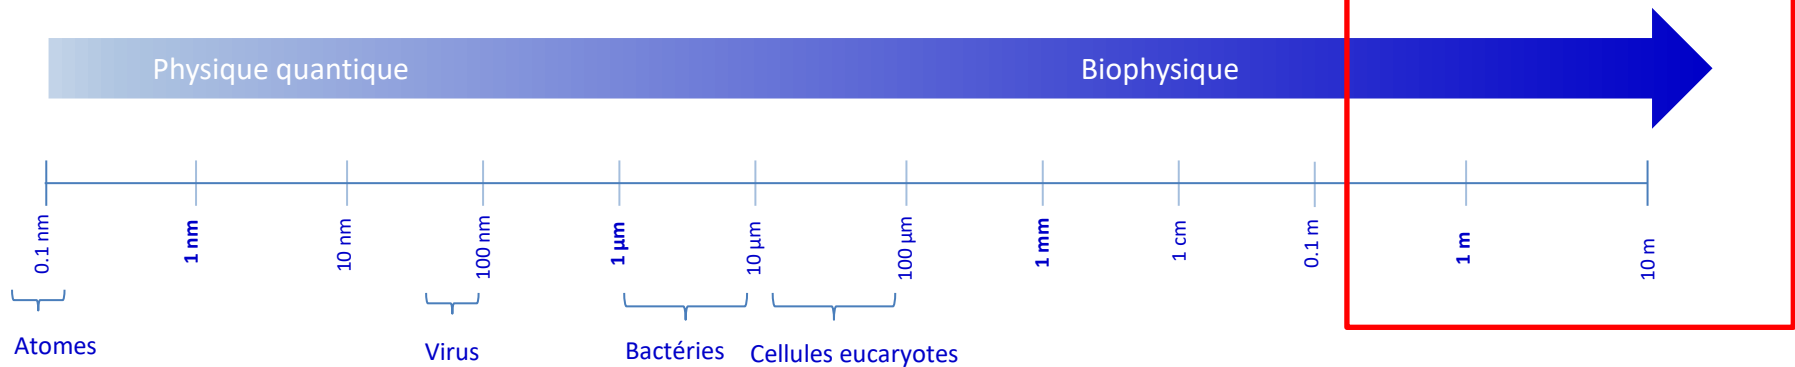 Physique quantique
Biophysique
0.1 nm
1 nm
10 nm
100 nm
1 µm
10 µm
100 µm
1 mm
1 cm
0.1 m
1 m
10 m
Atomes
Virus
Bactéries
Cellules eucaryotes